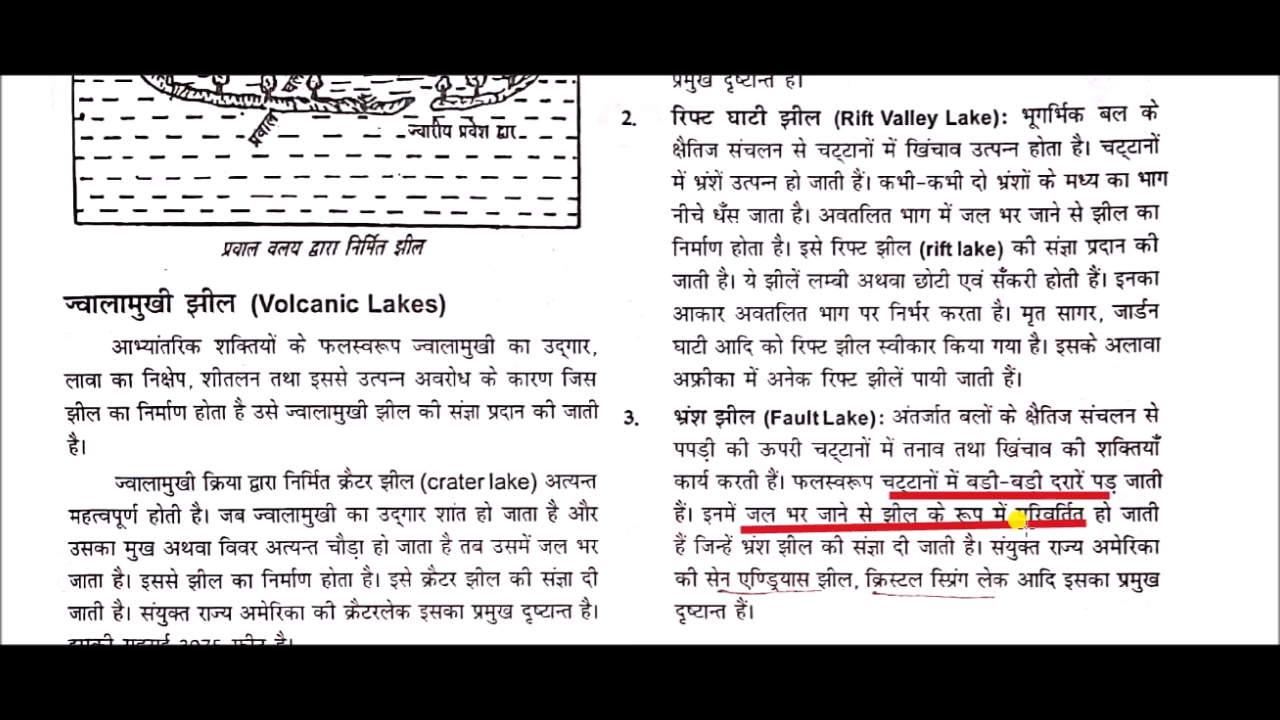 प्रवाल
ज्वारीय प्रवेश द्वार
प्रवाल वलय द्वारा निर्मित झील
ज्वालामुखी झील (Volcanic Lakes)
आभ्यांतरिक शक्तियों के फलस्वरूप ज्वालामुखी का उद्‌गार,
लावा का निक्षेप, शीतलन तथा इससे उत्पन्न अवरोध के कारण जिस
झील का निर्माण होता है उसे ज्वालामुखी झील की संज्ञा प्रदान की जाती
है।
ज्वालामुखी क्रिया द्वारा निर्मित क्रैटर झील (crater lake) अत्यन्त
महत्वपूर्ण होती है। जब ज्वालामुखी का उद्‌गार शांत हो जाता है और
उसका मुख अथवा विवर अत्यन्त चौड़ा हो जाता है तब उसमें जल भर
जाता है। इससे झील का निर्माण होता है। इसे क्रैटर झील की संज्ञा दी
जाती है। संयुक्त राज्य अमेरिका की क्रैटरलेक इसका प्रमुख दृष्टान्त है।
प्रमुख दृष्टान्त है।
2. रिफ्ट घाटी झील (Rift Valley Lake): भूगर्भिक बल के
क्षैतिज संचलन से चट्‌टानों में खिंचाव उत्पन्न होता है। चट्‌टानों
में भ्रंशें उत्पन्न हो जाती हैं। कभी-कभी दो भ्रंशों के मध्य का भाग
नीचे धँस जाता है। अवतलित भाग में जल भर जाने से झील का
निर्माण होता है। इसे रिफ्ट झील (rift lake) की संज्ञा प्रदान की
जाती है। ये झीलें लम्बी अथवा छोटी एवं सँकरी होती हैं। इनका
आकार अवतलित भाग पर निर्भर करता है। मृत सागर, जार्डन
घाटी आदि को रिफ्ट झील स्वीकार किया गया है। इसके अलावा
अफ्रीका में अनेक रिफ्ट झीलें पायी जाती हैं।
3. भ्रंश झील (Fault Lake): अंतर्जात बलों के क्षैतिज संचलन से
पपड़ी की ऊपरी चट्‌टानों में तनाव तथा खिंचाव की शक्तियाँ
कार्य करती हैं। फलस्वरूप चट्‌टानों में बड़ी-बड़ी दरारें पड़ जाती
हैं। इनमें जल भर जाने से झील के रूप में परिवर्तित हो जाती
हैं जिन्हें भ्रंश झील की संज्ञा दी जाती है। संयुक्त राज्य अमेरिका
की सेन एण्ड्रियास झील, क्रिस्टल स्प्रिंग लेक आदि इसका प्रमुख
दृष्टान्त हैं।